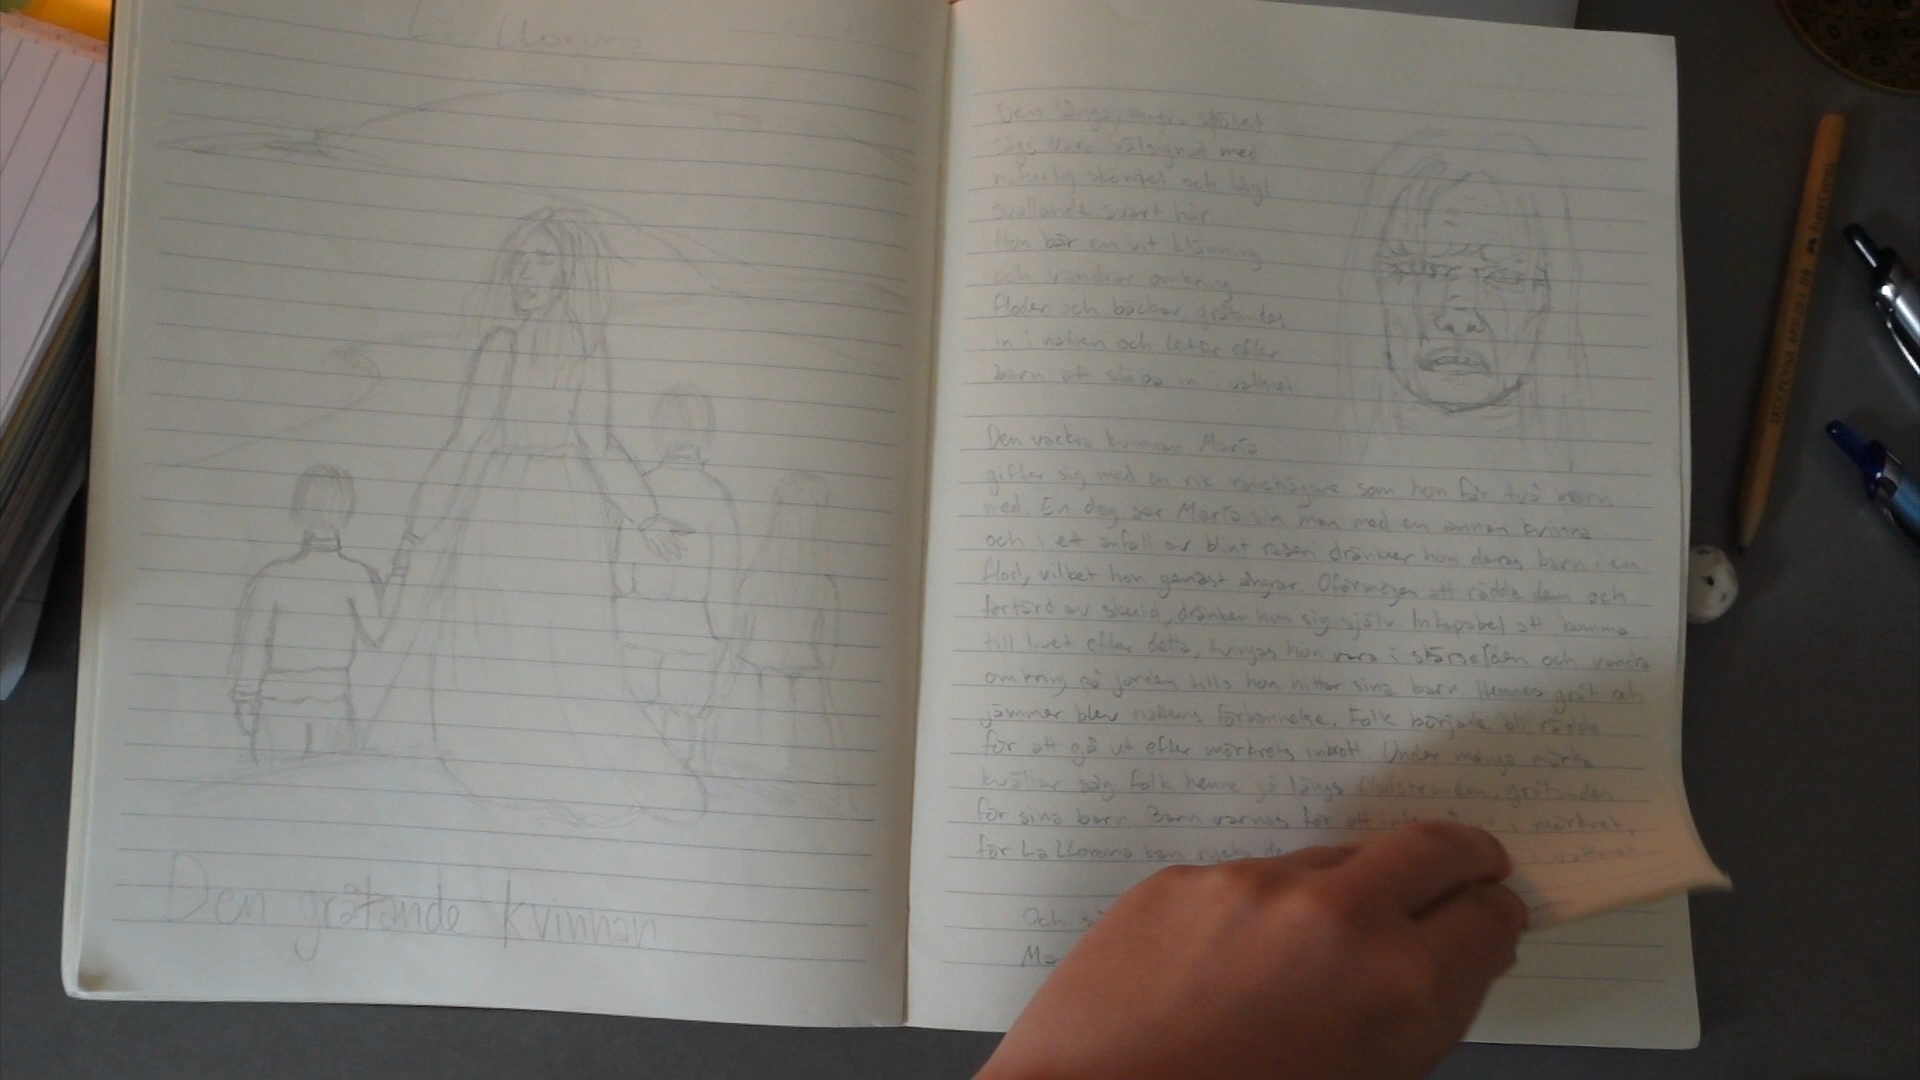 La Llorona
Den gråtande kvinnan
Den långa, magra spöket
sägs vara välsignad med
naturlig skönhet och långt
svallande svart hår
Hon bär en vit klänning
och vandrar omkring
floder och bäckar, gråtandes
in i natten och letar efter
barn att släpa in i vattnet
Den vackra kvinnan María
gifter sig med en rik ranchägare som hon får två barn
med. En dag ser María sin man med en annan kvinna
och i ett anfall av blint raseri dränker hon deras barn i en
flod, vilket hon genast ångrar. Oförmögen att rädda dem och
förtärd av skuld, dränker hon sig själv. Inkapabel att komma
till livet efter detta, tvingas hon vara i skärselden och vandra
omkring på jorden tills hon hittar sina barn. Hennes gråt och
jämmer blev nattens förbannelse. Folk började bli rädda
för att gå ut efter mörkrets inbrott. Under många mörka
kvällar såg folk henne gå längs flodstranden, gråtandes
för sina barn. Barn varnas för att i mörkret,
för La Llorona kan rycka vattnet
Och